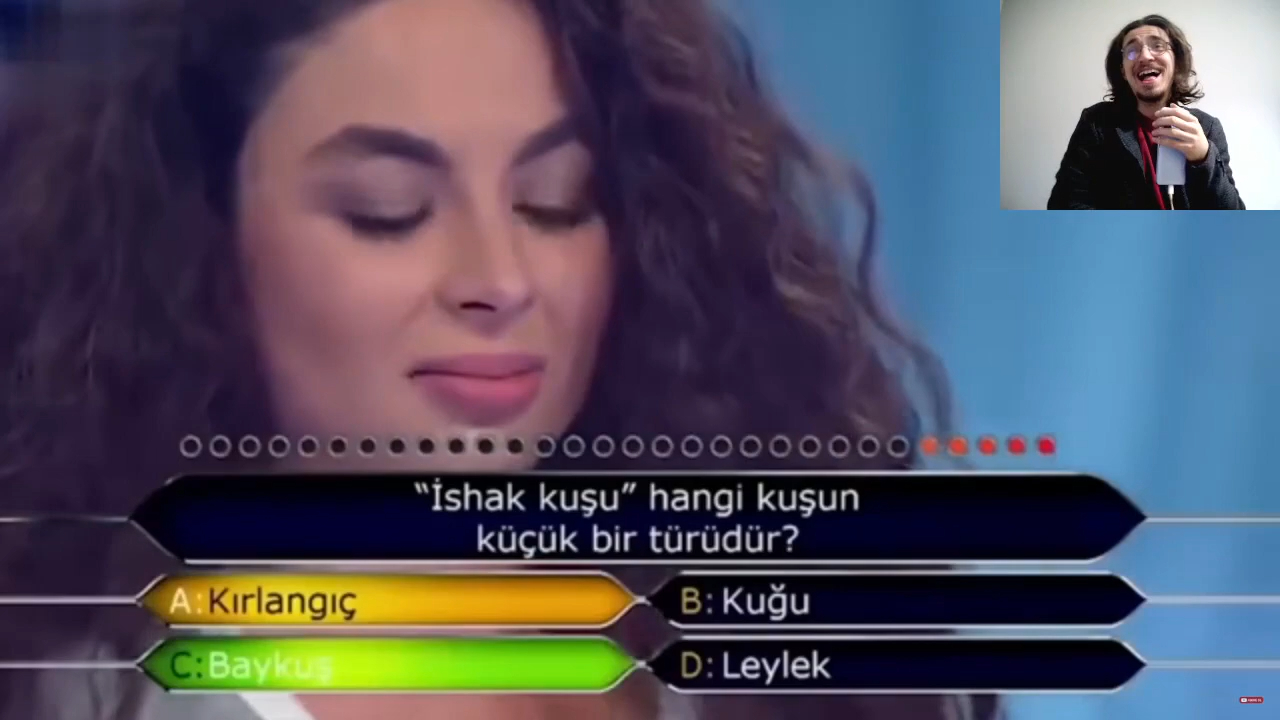 “İshak kuşu” hangi kuşun
küçük bir türüdür?
A: Kırlangıç
B: Kuğu
C: Baykuş
D: Leylek